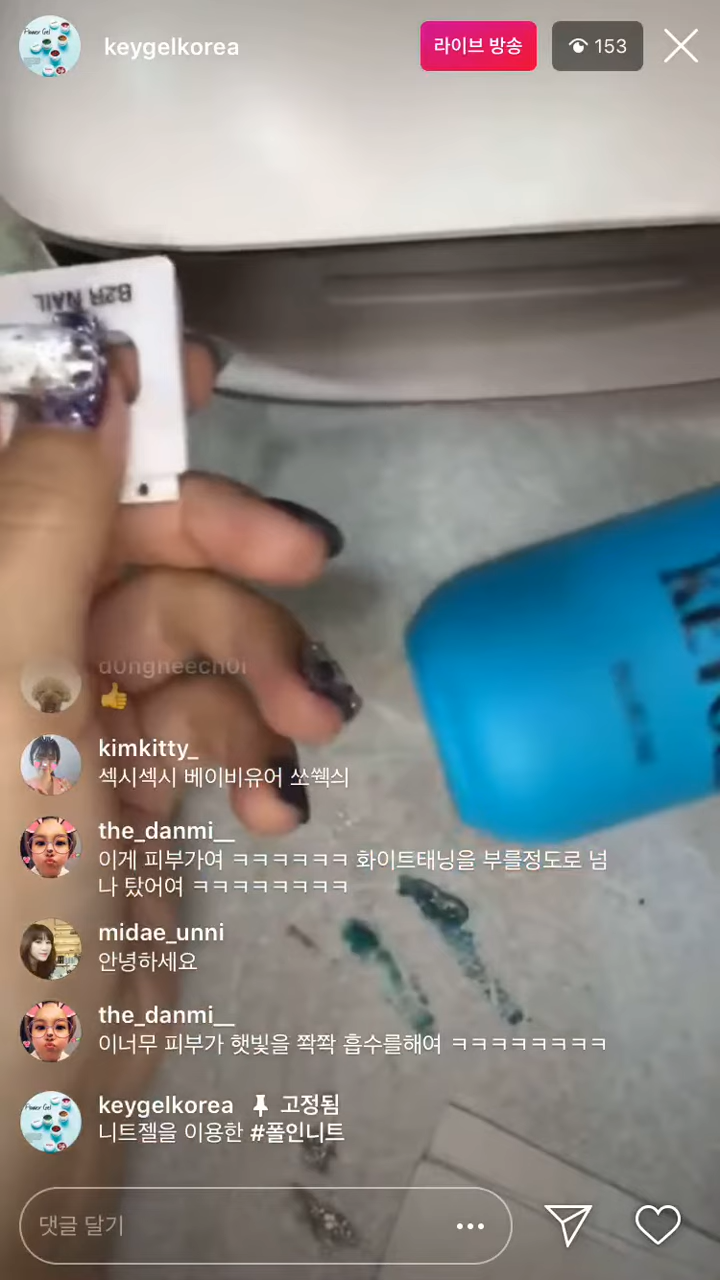 keygelkorea
라이브 방송
153
B2R NAIL
kimkitty_
섹시섹시 베이비유어 쏘쒝싀
the_danmi__
이게 피부가여 ㅋㅋㅋㅋㅋㅋ 화이트태닝을 부를정도로 넘
나 탔어여 ㅋㅋㅋㅋㅋㅋㅋㅋ
midae_unni
안녕하세요
the_danmi__
이너무 피부가 햇빛을 쫙쫙 흡수를해여 ㅋㅋㅋㅋㅋㅋㅋㅋ
keygelkorea 고정됨
니트젤을 이용한 #폴인니트
댓글 달기